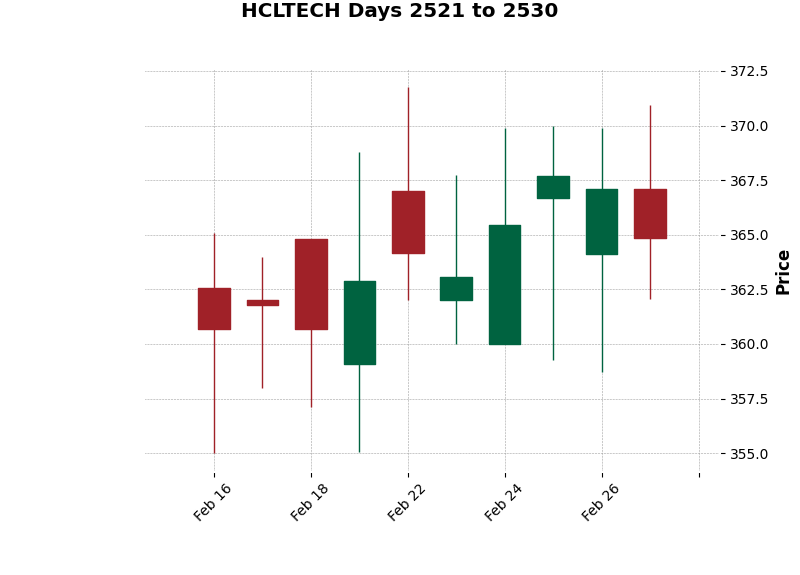 HCLTECH Days 2521 to 2530
372.5
370.0
367.5
365.0
362.5
360.0
357.5
355.0
Price
Feb 16
Feb 18
Feb 22
Feb 24
Feb 26